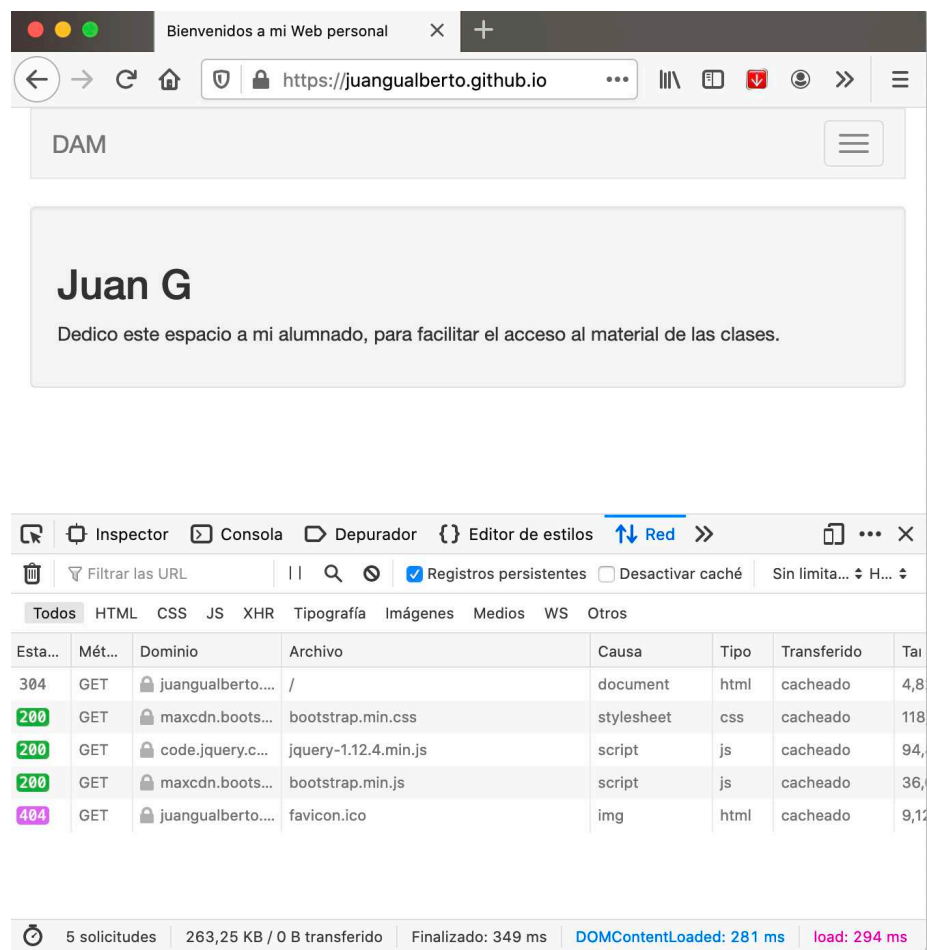 Bienvenidos a mi Web personal
https://juangualberto.github.io
DAM
Juan G
Dedico este espacio a mi alumnado, para facilitar el acceso al material de las clases.
Inspector Consola Depurador Editor de estilos Red
Filtrar las URL Registros persistentes Desactivar caché Sin limita... H...
Todos HTML CSS JS XHR Tipografía Imágenes Medios WS Otros
Esta... Mét... Dominio Archivo Causa Tipo Transferido
304 GET juangualberto.... / document html cacheado
200 GET maxcdn.boots... bootstrap.min.css stylesheet css cacheado 118,
200 GET code.jquery.c... jquery-1.12.4.min.js script js cacheado 94,
200 GET maxcdn.boots... bootstrap.min.js script js cacheado 36,
404 GET juangualberto.... favicon.ico img html cacheado 9,12
5 solicitudes 263,25 KB / 0 B transferido Finalizado: 349 ms DOMContentLoaded: 281 ms load: 294 ms